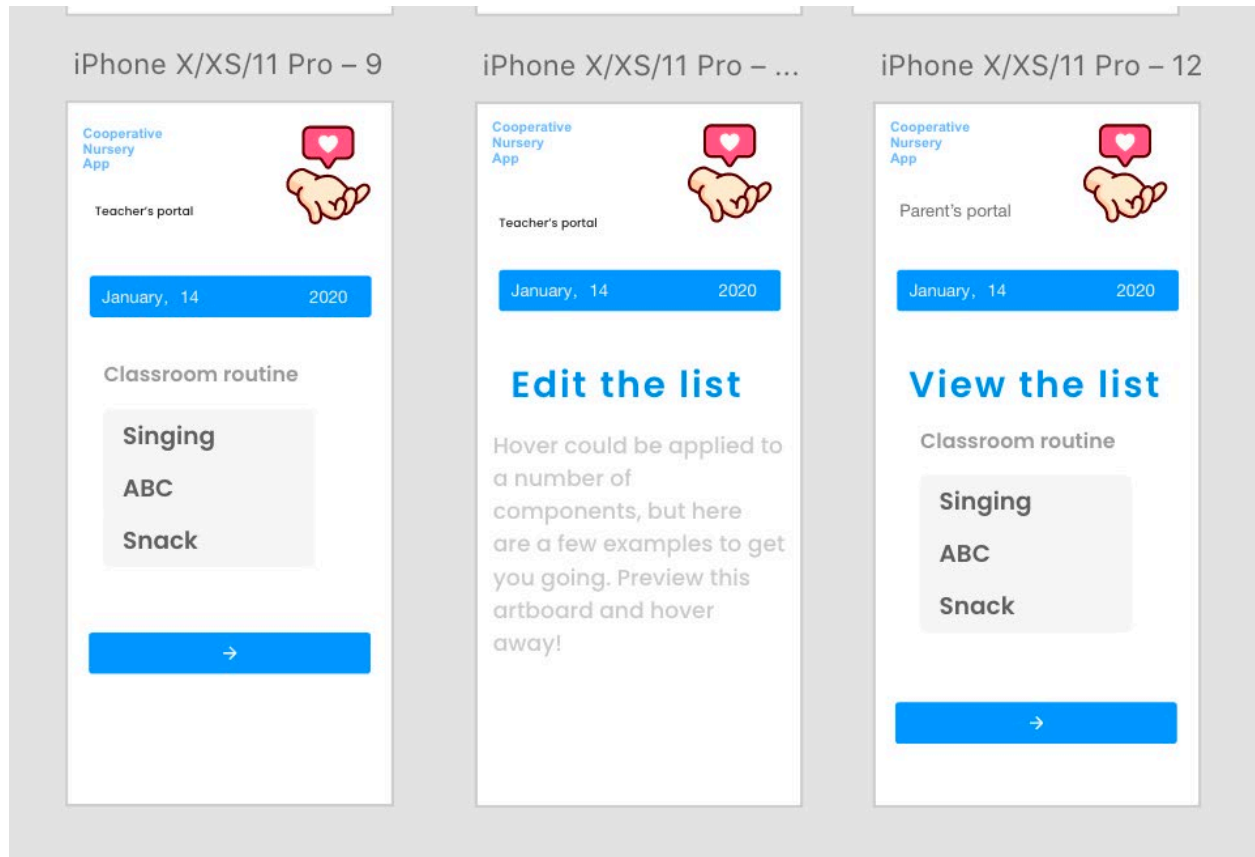 iPhone X/XS/11 Pro – 9
Cooperative
Nursery
App
Teacher's portal
January, 14 2020
Classroom routine
Singing
ABC
Snack
→
iPhone X/XS/11 Pro – ...
Cooperative
Nursery
App
Teacher's portal
January, 14 2020
Edit the list
Hover could be applied to
a number of
components, but here
are a few examples to get
you going. Preview this
artboard and hover
away!
iPhone X/XS/11 Pro – 12
Cooperative
Nursery
App
Parent's portal
January, 14 2020
View the list
Classroom routine
Singing
ABC
Snack
→